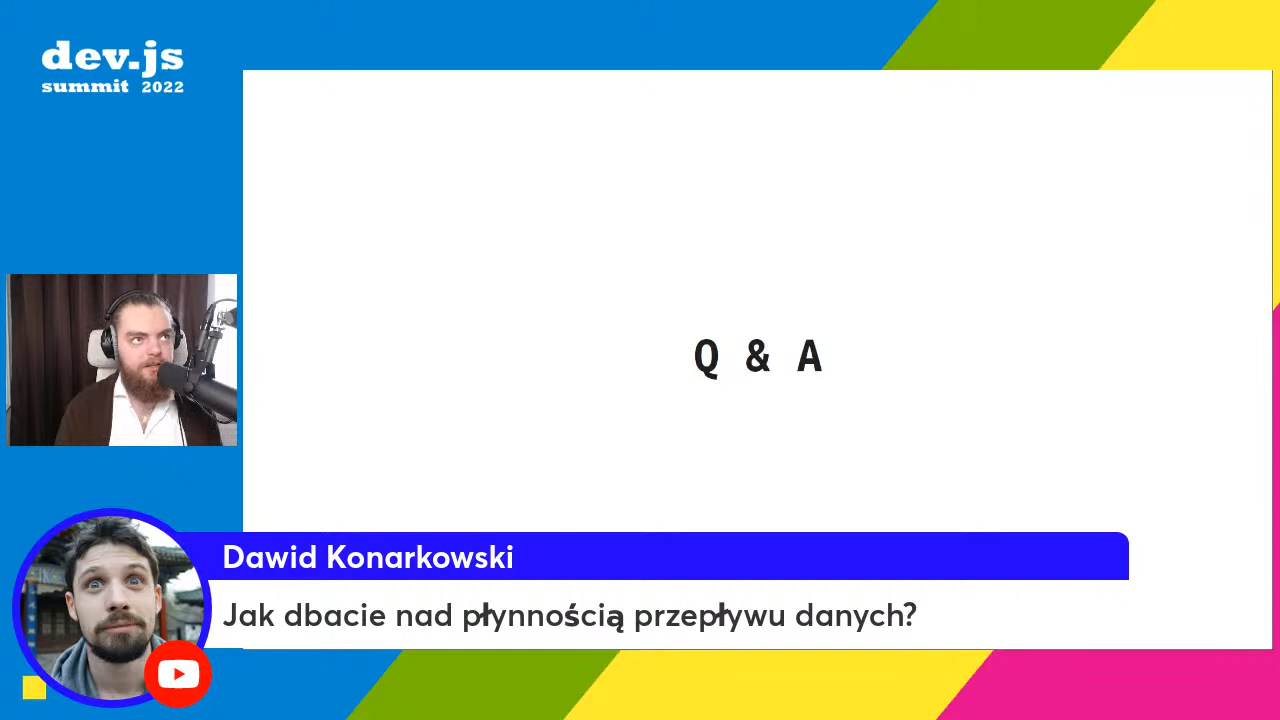 dev.js
summit 2022
Q & A
Dawid Konarkowski
Jak dbacie nad płynnością przepływu danych?